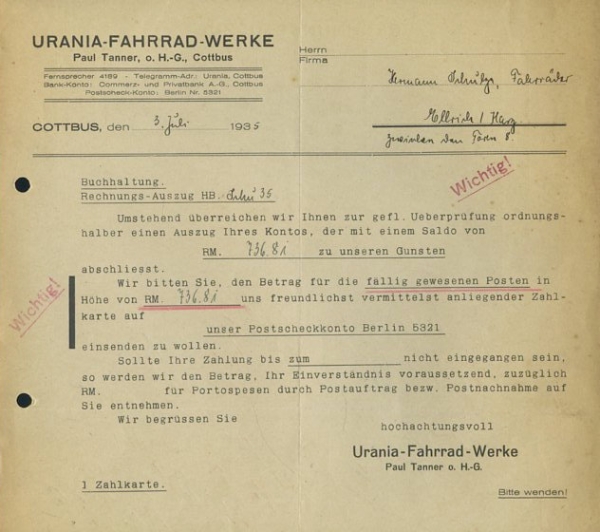 URANIA-FAHRRAD-WERKE
Paul Tanner, o. H.-G., Cottbus
Fernsprecher 4189 - Telegramm-Adr.: Urania, Cottbus
Bank-Konto: Commerz- und Privatbank A.-G., Cottbus
Postscheck-Konto: Berlin Nr. 5321
COTTBUS, den 3. Juli 1935
Herrn
Firma
Hermann Schulze, Fahrräder
Ellrich / Harz
zwischen den Toren 8.
Wichtig!
Buchhaltung.
Rechnungs-Auszug HB.-Schu 35
Umstehend überreichen wir Ihnen zur gefl. Ueberprüfung ordnungs-
halber einen Auszug Ihres Kontos, der mit einem Saldo von
RM. 736.81 zu unseren Gunsten
abschliesst.
Wir bitten Sie, den Betrag für die fällig gewesenen Posten in
Höhe von RM. 736.81 uns freundlichst vermittelst anliegender Zahl-
karte auf
unser Postscheckkonto Berlin 5321
einsenden zu wollen.
Wichtig!
Sollte Ihre Zahlung bis zum nicht eingegangen sein,
so werden wir den Betrag, Ihr Einverständnis voraussetzend, zuzüglich
RM. für Portospesen durch Postauftrag bezw. Postnachnahme auf
Sie entnehmen.
Wir begrüssen Sie
hochachtungsvoll
Urania-Fahrrad-Werke
Paul Tanner o. H.-G.
1 Zahlkarte.
Bitte wenden!